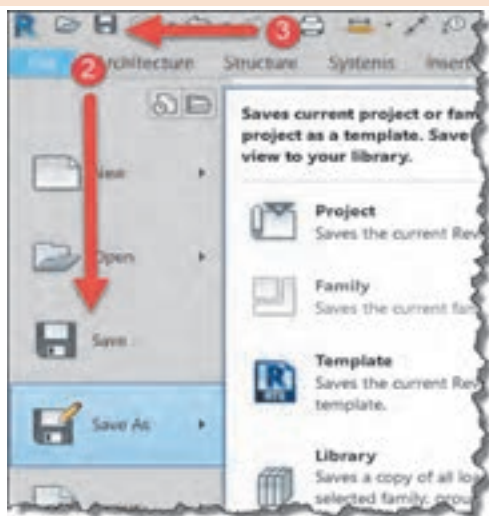 R
3
File
2
Architecture Structure Systems Insert
Saves current project or fam
project as a template. Save
view to your library.
New
Project
Saves the current Rev
Open
Family
Saves the current fam
Save
Template
Saves the current Rev
template.
Save As
Library
Saves a copy of all lo
selected family, group